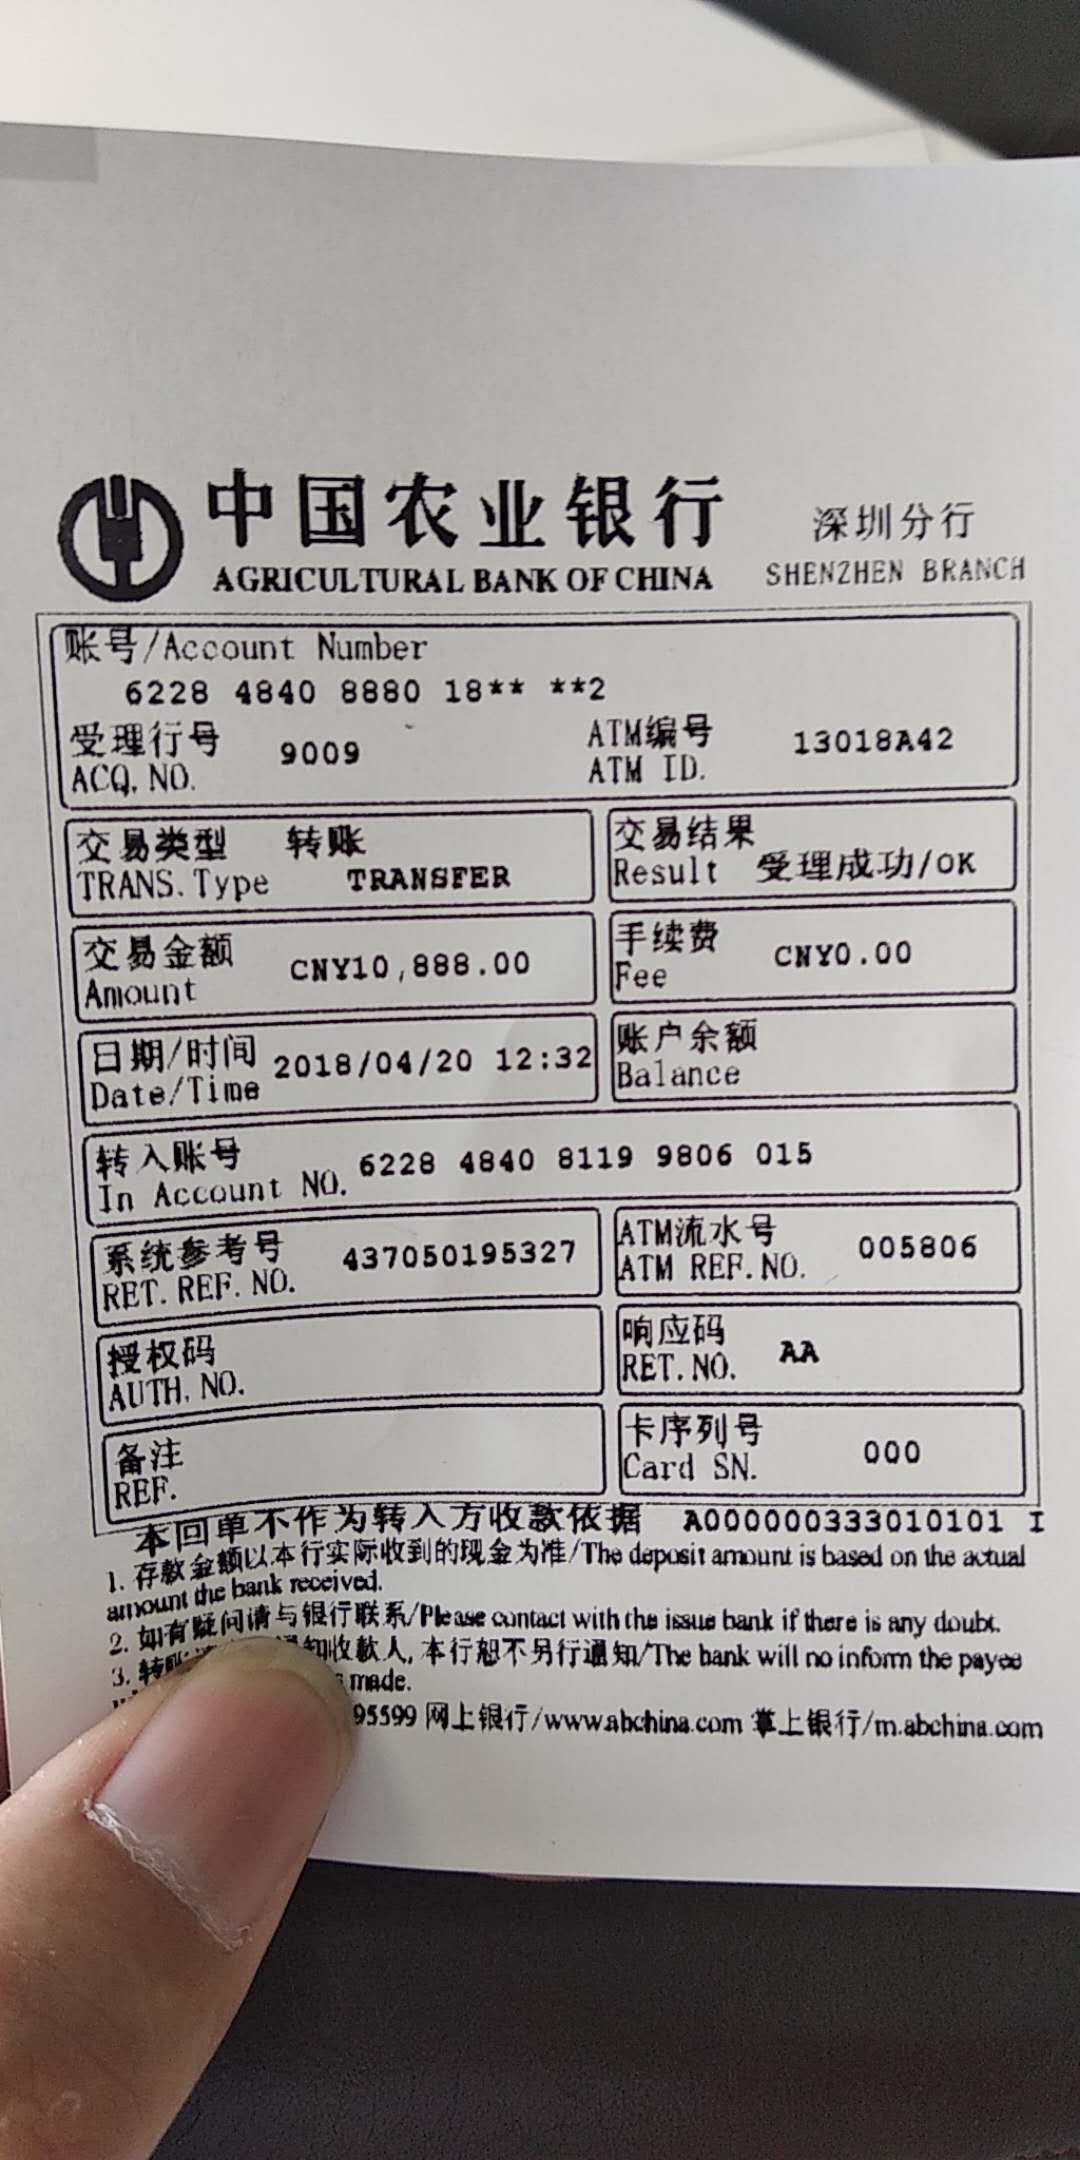 中国农业银行 深圳分行
AGRICULTURAL BANK OF CHINA SHENZHEN BRANCH
账号/Account Number
6228 4840 8880 18** **2
受理行号 9009 ATM编号 13018A42
ACQ. NO. ATM ID.
交易类型 转账 交易结果
TRANS. Type TRANSFER Result 受理成功/OK
交易金额 CNY10,888.00 手续费 CNY0.00
Amount Fee
日期/时间 2018/04/20 12:32 账户余额
Date/Time Balance
转入账号 6228 4840 8119 9806 015
In Account NO.
系统参考号 437050195327 ATM流水号 005806
RET. REF. NO. ATM REF. NO.
授权码 响应码 AA
AUTH. NO. RET. NO.
备注 卡序列号 000
REF. Card SN.
本回单不作为转入方收款依据 A000000333010101 I
1. 存款金额以本行实际收到的现金为准/The deposit amount is based on the actual
amount the bank received.
2. 如有疑问请与银行联系/Please contact with the issue bank if there is any doubt.
3. 转账 通知收款人, 本行恕不另行通知/The bank will no inform the payee
made.
95599 网上银行/www.abchina.com 掌上银行/m.abchina.com